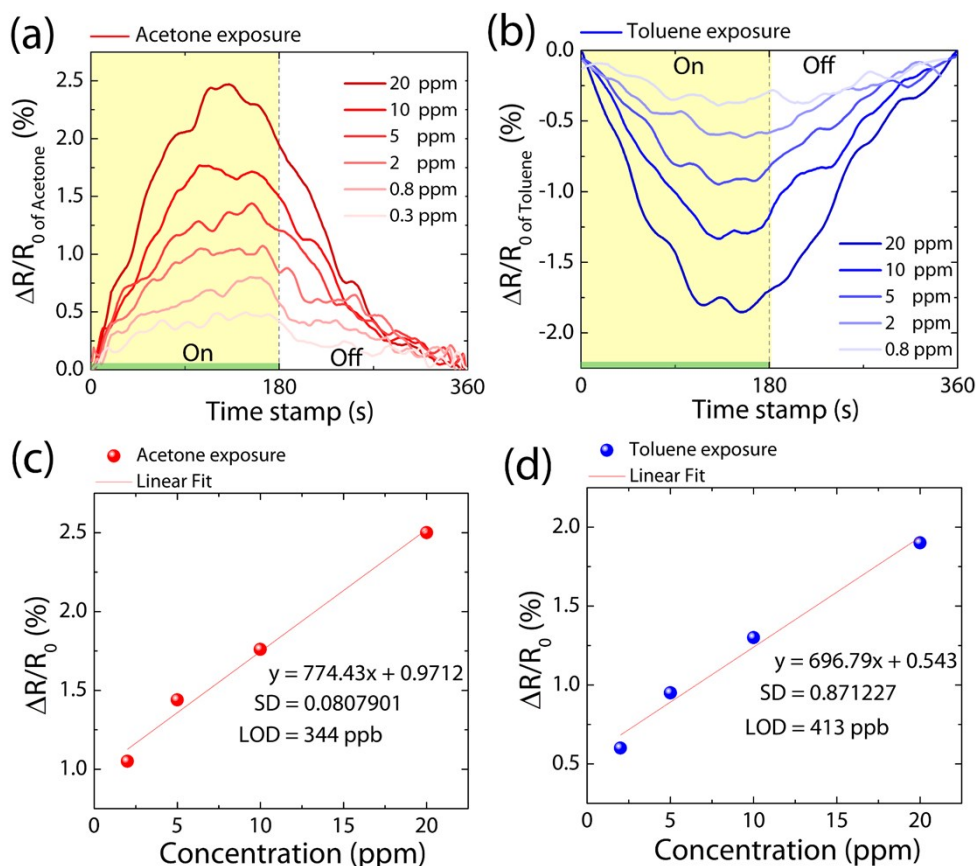 (a)
Acetone exposure
ΔR/R0 of Acetone (%)
2.5
2.0
1.5
1.0
0.5
0.0
20 ppm
10 ppm
5 ppm
2 ppm
0.8 ppm
0.3 ppm
On
Off
0
180
360
Time stamp (s)
(b)
Toluene exposure
ΔR/R0 of Toluene (%)
0.0
-0.5
-1.0
-1.5
-2.0
On
Off
20 ppm
10 ppm
5 ppm
2 ppm
0.8 ppm
0
180
360
Time stamp (s)
(c)
Acetone exposure
Linear Fit
ΔR/R0 (%)
2.5
2.0
1.5
1.0
y = 774.43x + 0.9712
SD = 0.0807901
LOD = 344 ppb
0
5
10
15
20
Concentration (ppm)
(d)
Toluene exposure
Linear Fit
ΔR/R0 (%)
2.0
1.5
1.0
0.5
y = 696.79x + 0.543
SD = 0.871227
LOD = 413 ppb
0
5
10
15
20
Concentration (ppm)